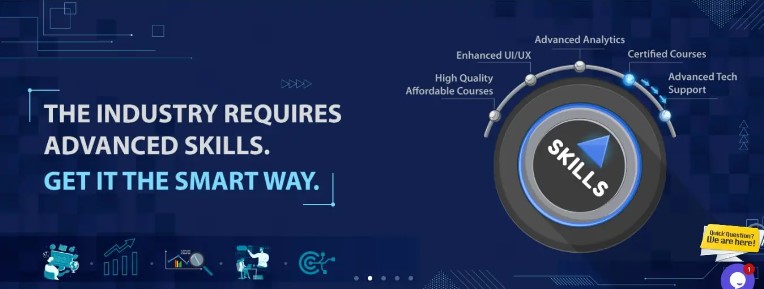 THE INDUSTRY REQUIRES
ADVANCED SKILLS.
GET IT THE SMART WAY.
High Quality
Affordable Courses
Enhanced UI/UX
Advanced Analytics
Certified Courses
Advanced Tech
Support
SKILLS
Quick Question?
We are here!
1